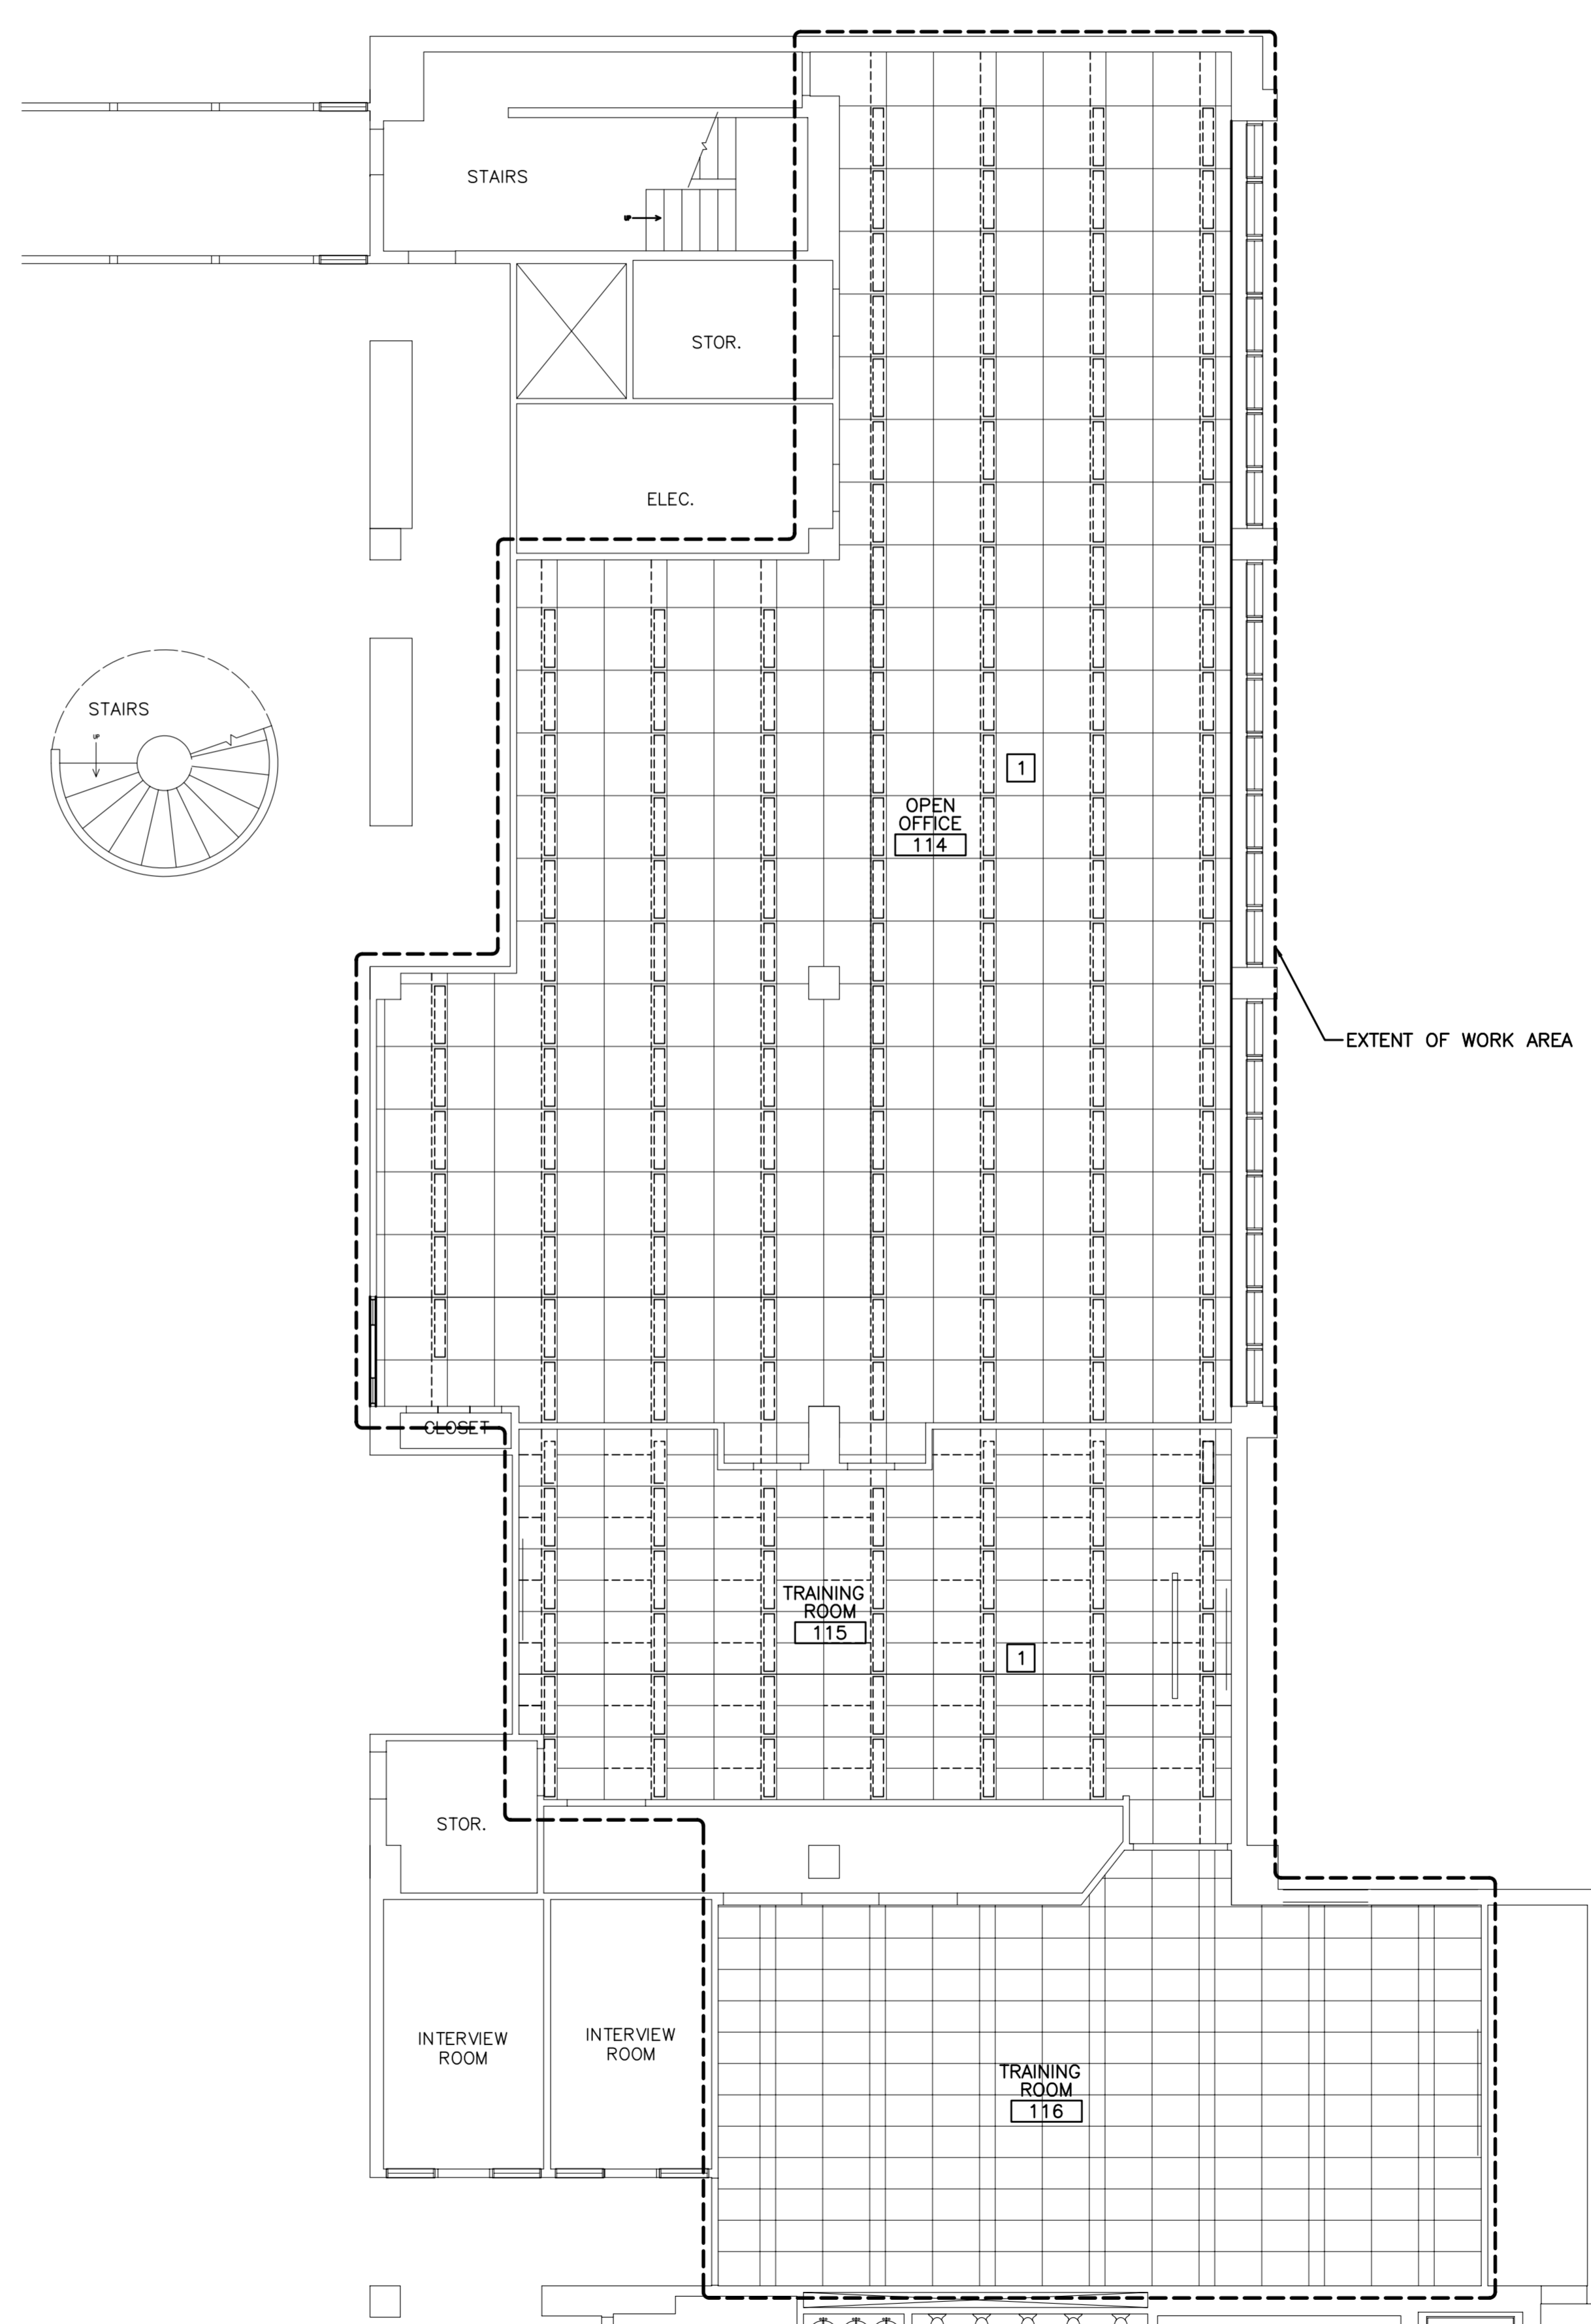 STAIRS
UP
STOR.
ELEC.
STAIRS
UP
1
OPEN
OFFICE
114
EXTENT OF WORK AREA
CLOSET
TRAINING
ROOM
115
1
STOR.
INTERVIEW
ROOM
INTERVIEW
ROOM
TRAINING
ROOM
116